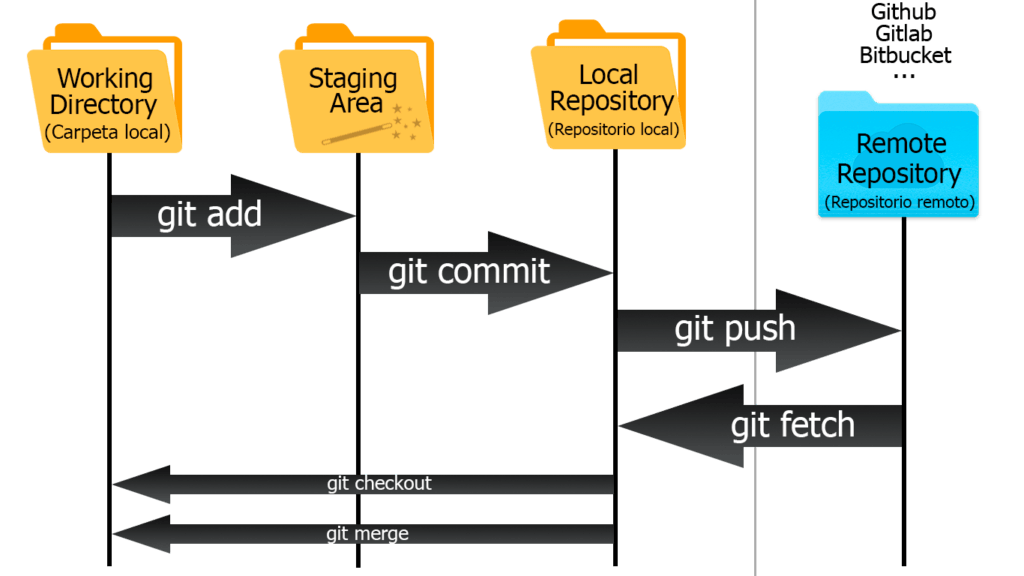 Working
Directory
(Carpeta local)
Staging
Area
Local
Repository
(Repositorio local)
Github
Gitlab
Bitbucket
...
Remote
Repository
(Repositorio remoto)
git add
git commit
git push
git fetch
git checkout
git merge